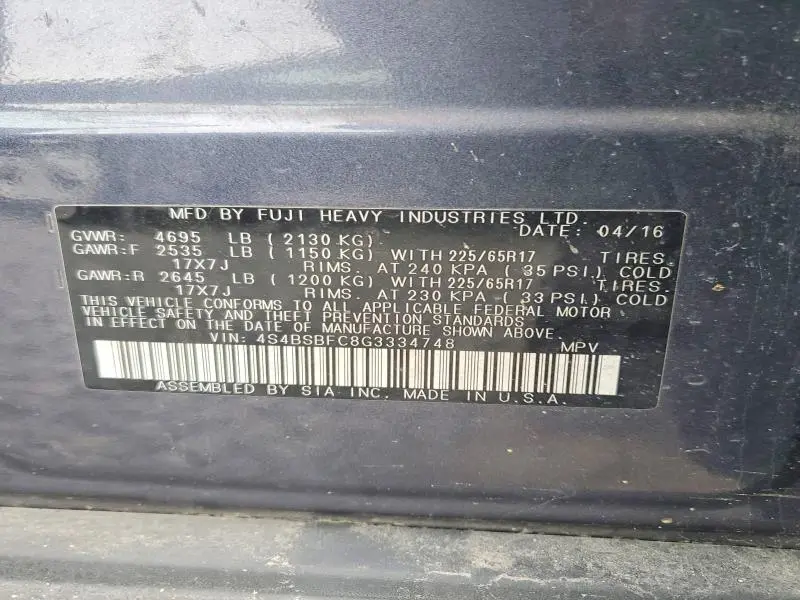 MFD BY FUJI HEAVY INDUSTRIES LTD.
GVWR: 4695 LB ( 2130 KG) DATE: 04/16
GAWR:F 2535 LB ( 1150 KG) WITH 225/65R17 TIRES.
17X7J RIMS. AT 240 KPA ( 35 PSI.) COLD
GAWR:R 2645 LB ( 1200 KG) WITH 225/65R17 TIRES.
17X7J RIMS. AT 230 KPA ( 33 PSI.) COLD
THIS VEHICLE CONFORMS TO ALL APPLICABLE FEDERAL MOTOR
VEHICLE SAFETY AND THEFT PREVENTION STANDARDS
IN EFFECT ON THE DATE OF MANUFACTURE SHOWN ABOVE.
VIN: 4S4BSBFC8G3334748 MPV
ASSEMBLED BY SIA INC. MADE IN U.S.A.